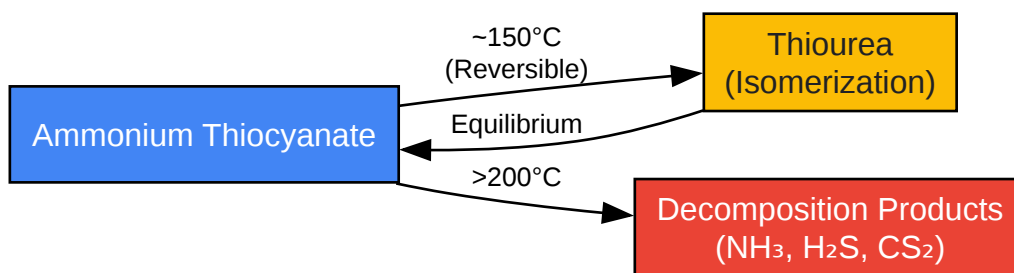 ~150°C
(Reversible)
Thiourea
(Isomerization)
Ammonium Thiocyanate
Equilibrium
>200°C
Decomposition Products
(NH₃, H₂S, CS₂)